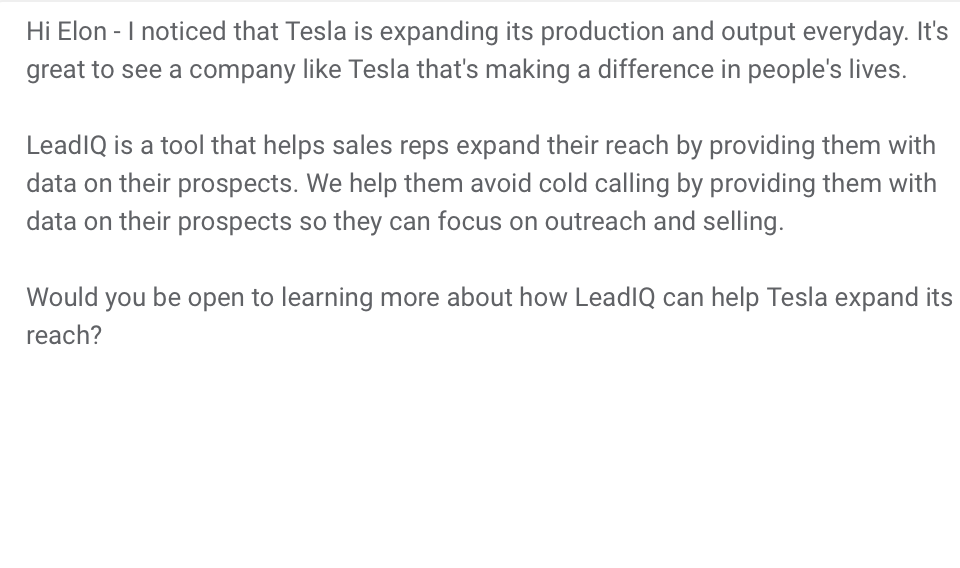 Hi Elon - I noticed that Tesla is expanding its production and output everyday. It's
great to see a company like Tesla that's making a difference in people's lives.
LeadIQ is a tool that helps sales reps expand their reach by providing them with
data on their prospects. We help them avoid cold calling by providing them with
data on their prospects so they can focus on outreach and selling.
Would you be open to learning more about how LeadIQ can help Tesla expand its
reach?